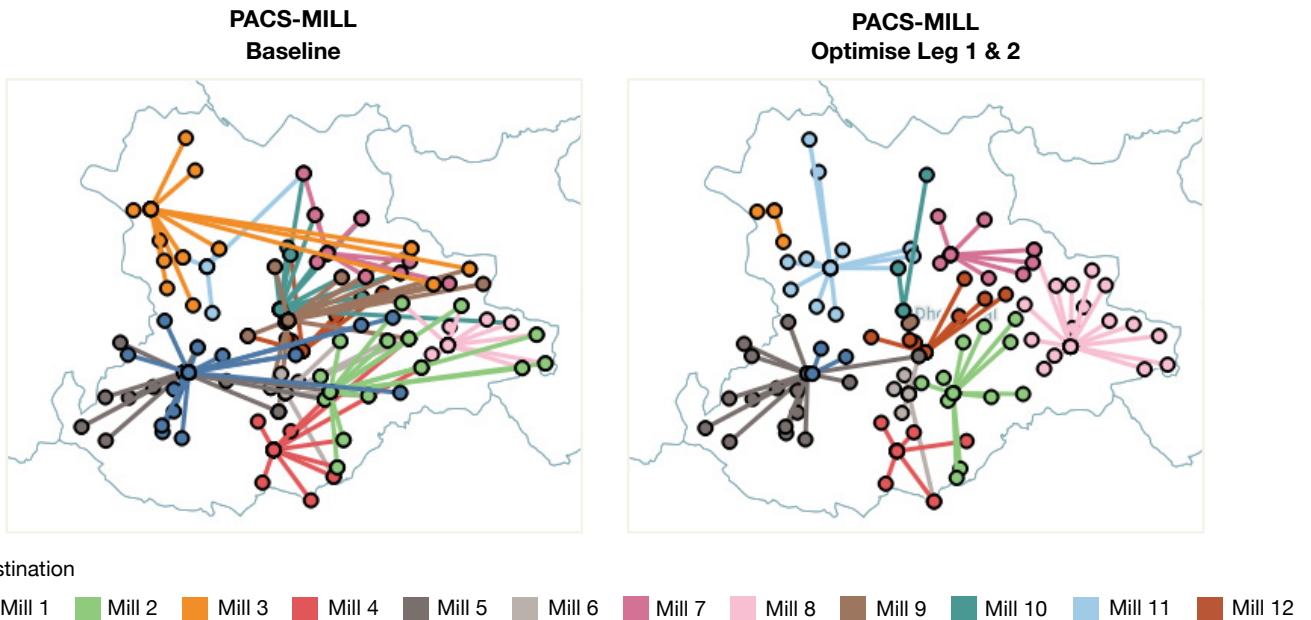 PACS-MILL
Baseline
PACS-MILL
Optimise Leg 1 & 2
stination
Mill 1 Mill 2 Mill 3 Mill 4 Mill 5 Mill 6 Mill 7 Mill 8 Mill 9 Mill 10 Mill 11 Mill 12